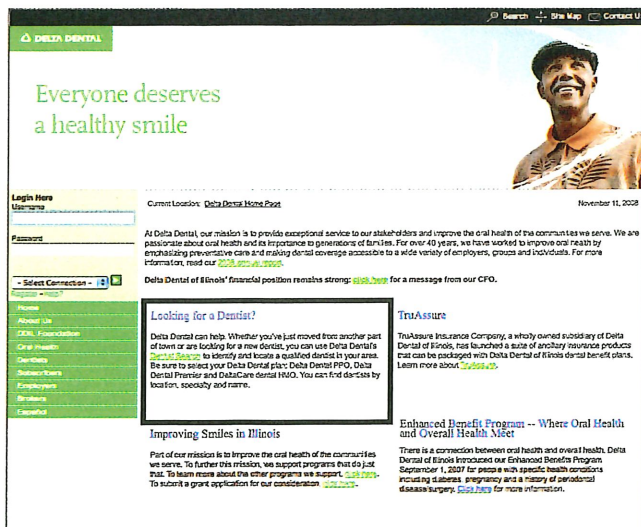 Search Site Map Contact U
DELTA DENTAL
Everyone deserves
a healthy smile
Login Here
Username
Password
- Select Connection -
Register - Help?
Home
About Us
DDIL Foundation
Oral Health
Dentists
Subscribers
Employers
Brokers
Español
Current Location: Delta Dental Home Page
November 11, 2008
At Delta Dental, our mission is to provide exceptional service to our stakeholders and improve the oral health of the communities we serve. We are
passionate about oral health and its importance to generations of families. For over 40 years, we have worked to improve oral health by
emphasizing preventative care and making dental coverage accessible to a wide variety of employers, groups and individuals. For more
information, read our annual report.
Delta Dental of Illinois' financial position remains strong: click here for a message from our CFO.
Looking for a Dentist?
Delta Dental can help. Whether you've just moved from another part
of town or are looking for a new dentist, you can use Delta Dental's
Dentist Search to identify and locate a qualified dentist in your area.
Be sure to select your Delta Dental plan; Delta Dental PPO, Delta
Dental Premier and DeltaCare dental HMO. You can find dentists by
location, specialty and name.
TruAssure
TruAssure Insurance Company, a wholly owned subsidiary of Delta
Dental of Illinois, has launched a suite of ancillary insurance products
that can be packaged with Delta Dental of Illinois dental benefit plans.
Learn more about TruAssure.
Improving Smiles in Illinois
Part of our mission is to improve the oral health of the communities
we serve. To further this mission, we support programs that do just
that. To learn more about the other programs we support, click here.
To submit a grant application for our consideration, click here.
Enhanced Benefit Program -- Where Oral Health
and Overall Health Meet
There is a connection between oral health and overall health. Delta
Dental of Illinois introduced our Enhanced Benefits Program
September 1, 2007 for people with specific health conditions
including diabetes, pregnancy and a history of periodontal
disease/surgery. Click here for more information.